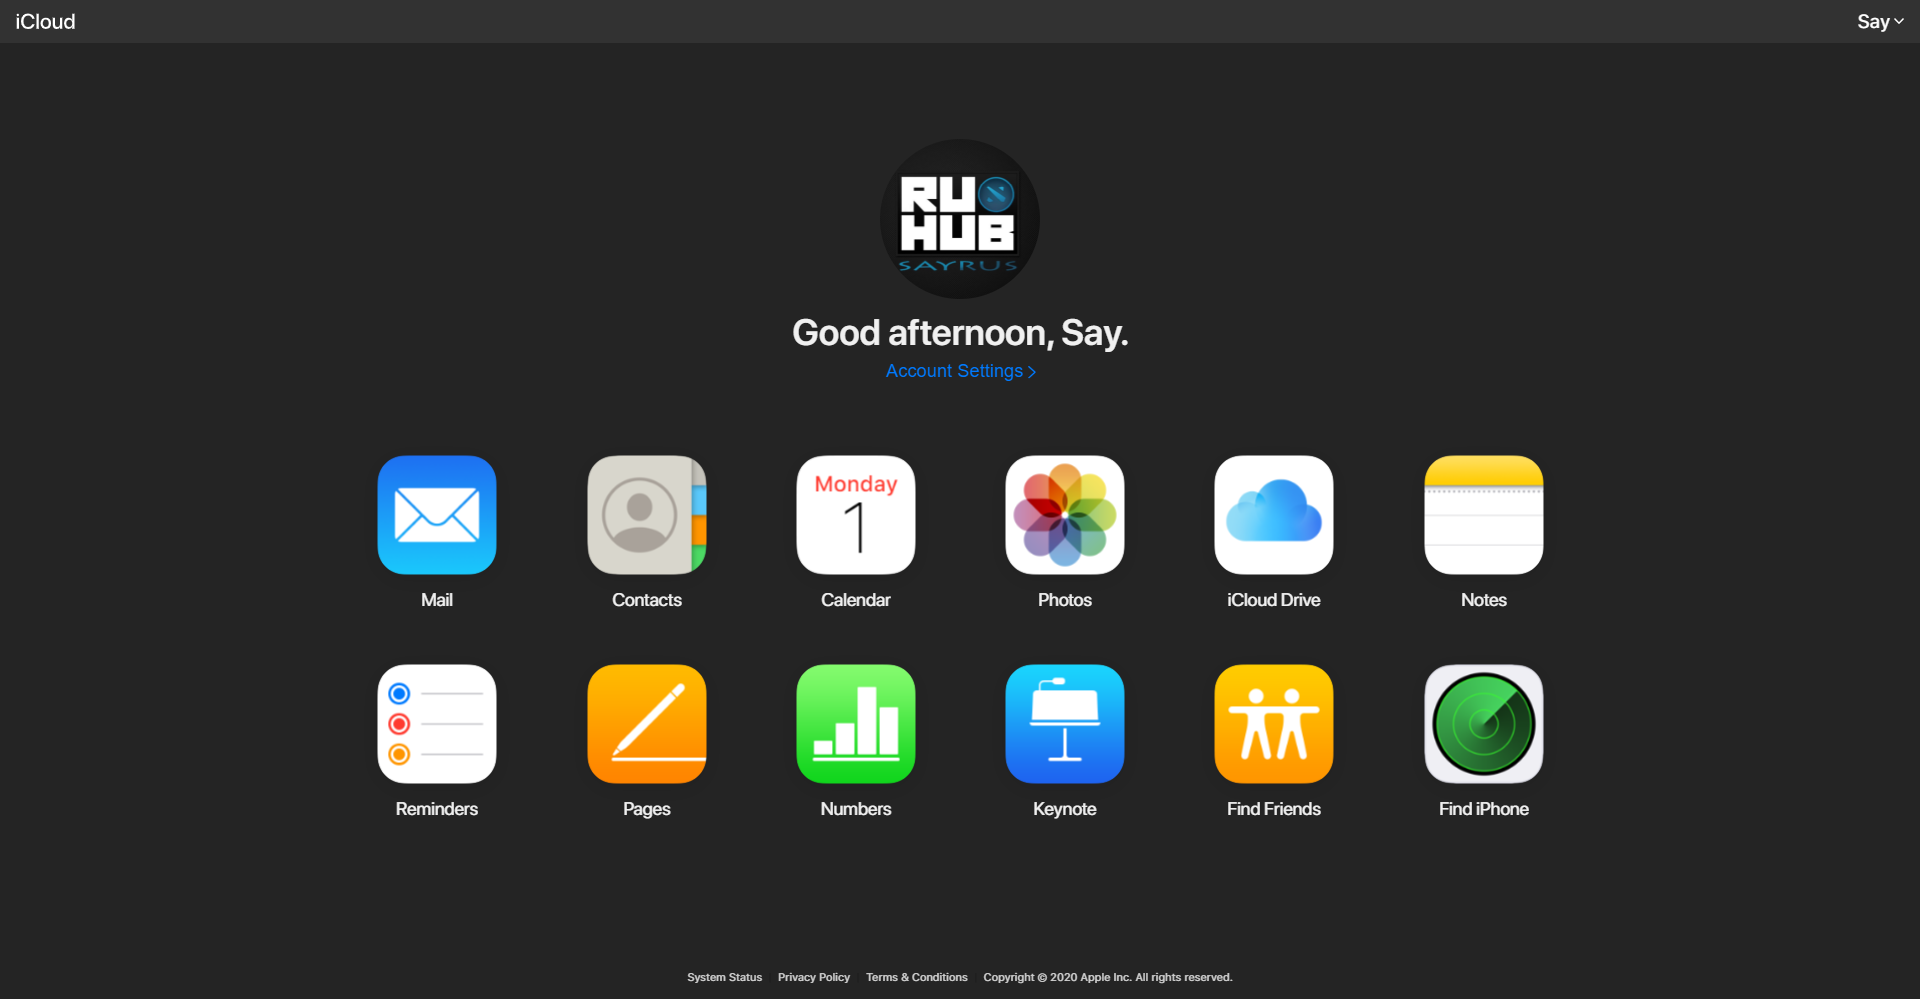 iCloud
Say
RU
HUB
SAYRUS
Good afternoon, Say.
Account Settings
Monday
1
Mail
Contacts
Calendar
Photos
iCloud Drive
Notes
Reminders
Pages
Numbers
Keynote
Find Friends
Find iPhone
System Status Privacy Policy Terms & Conditions Copyright © 2020 Apple Inc. All rights reserved.